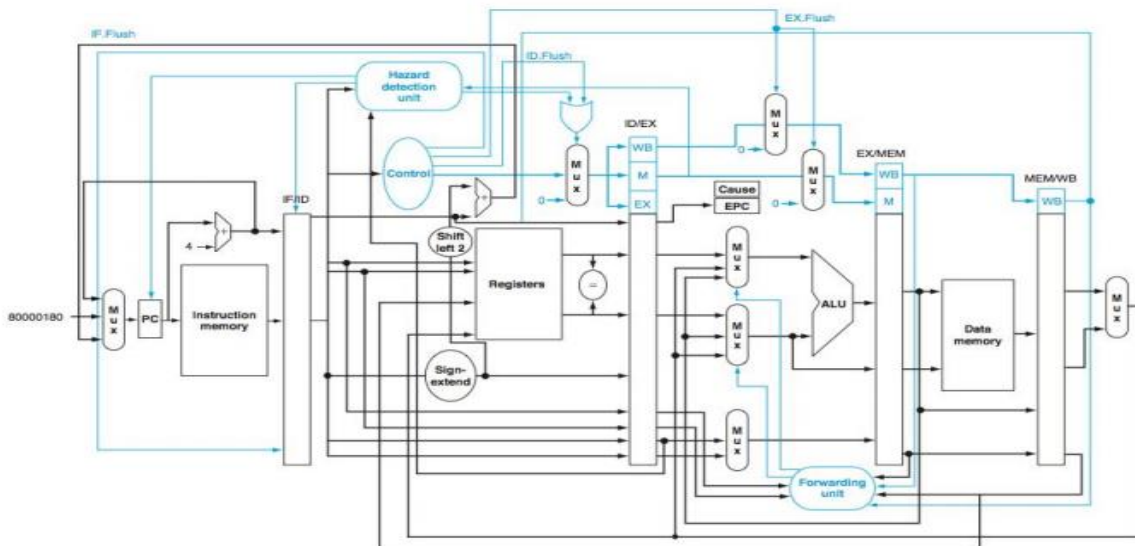 IF.Flush
EX.Flush
ID.Flush
Hazard
detection
unit
Control
M
u
x
0
ID/EX
WB
M
EX
M
u
x
0
M
u
x
0
Cause
EPC
EX/MEM
WB
M
MEM/WB
WB
IF/ID
4
+
+
Shift
left 2
80000180
M
u
x
PC
Instruction
memory
Registers
=
Sign-
extend
M
u
x
M
u
x
M
u
x
ALU
Data
memory
M
u
x
Forwarding
unit